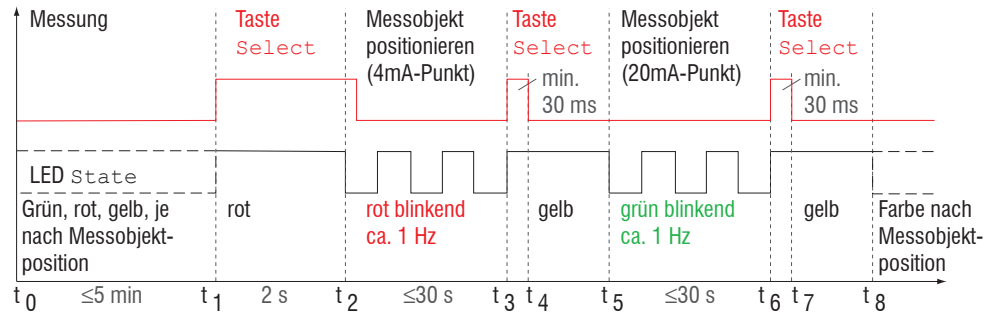 Messung
Taste
Select
Messobjekt
positionieren
(4mA-Punkt)
Taste
Select
min.
30 ms
Messobjekt
positionieren
(20mA-Punkt)
Taste
Select
min.
30 ms
LED State
Grün, rot, gelb, je
nach Messobjekt-
position
rot
rot blinkend
ca. 1 Hz
gelb
grün blinkend
ca. 1 Hz
gelb
Farbe nach
Messobjekt-
position
t0 ≤5 min t1 2 s t2 ≤30 s t3 t4 t5 ≤30 s t6 t7 t8